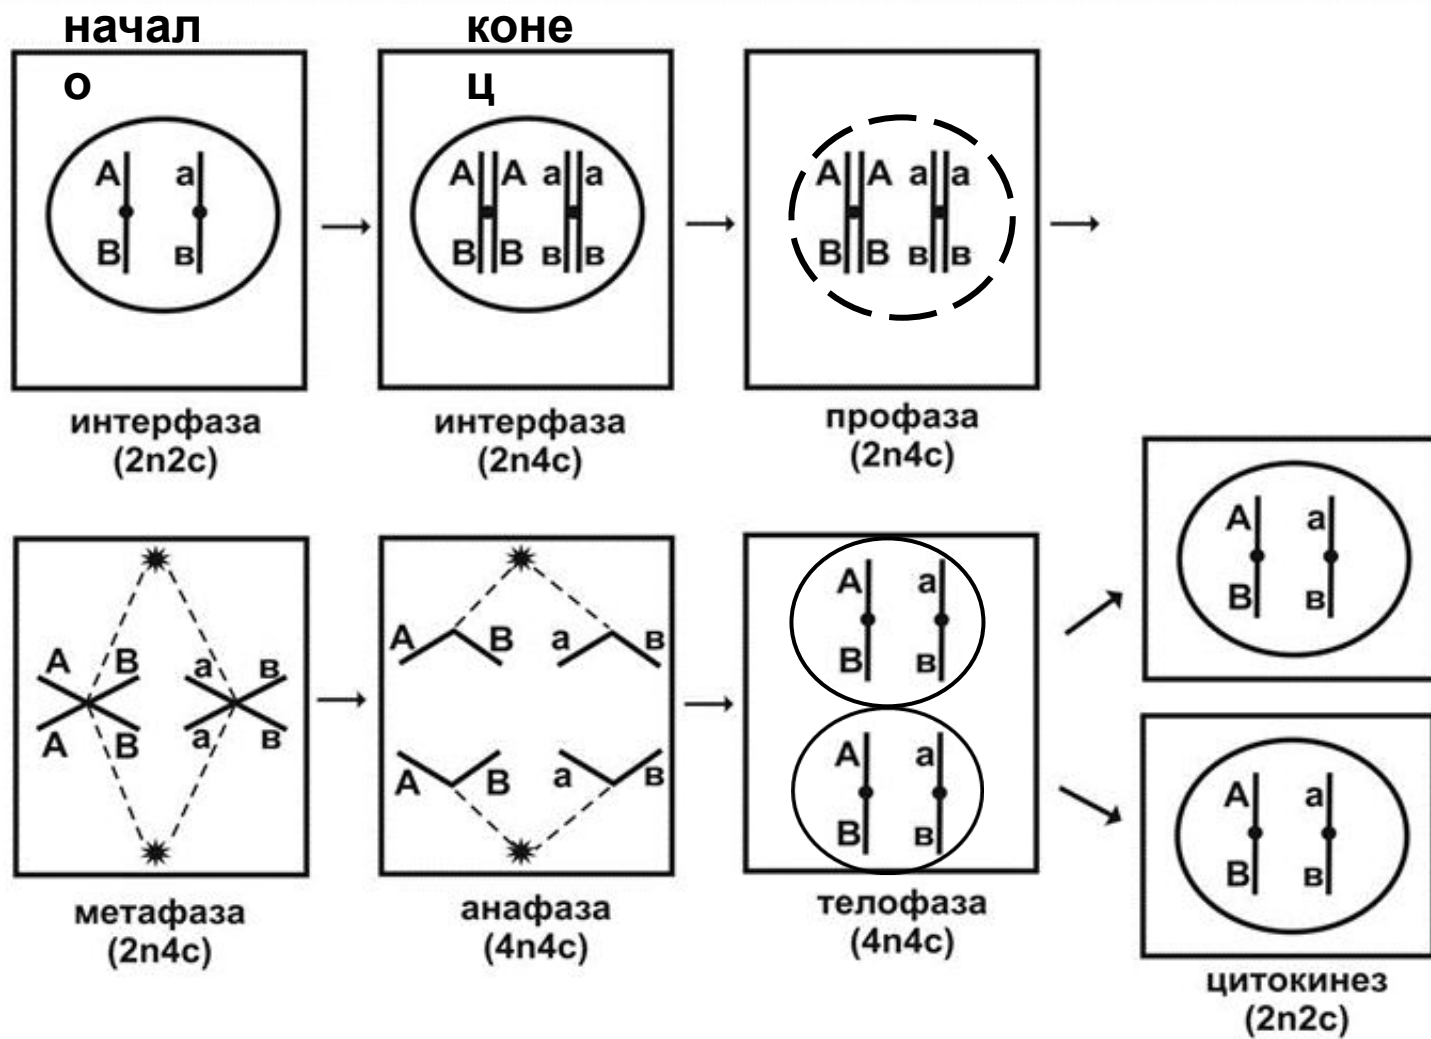 начал
о
коне
ц
А а
В в
А А а а
В В в в
А А а а
В В в в
интерфаза
(2n2c)
интерфаза
(2n4c)
профаза
(2n4c)
А В а в
А В а в
метафаза
(2n4c)
А В а в
А В а в
анафаза
(4n4c)
А а
В в
А а
В в
телофаза
(4n4c)
А а
В в
А а
В в
цитокинез
(2n2c)